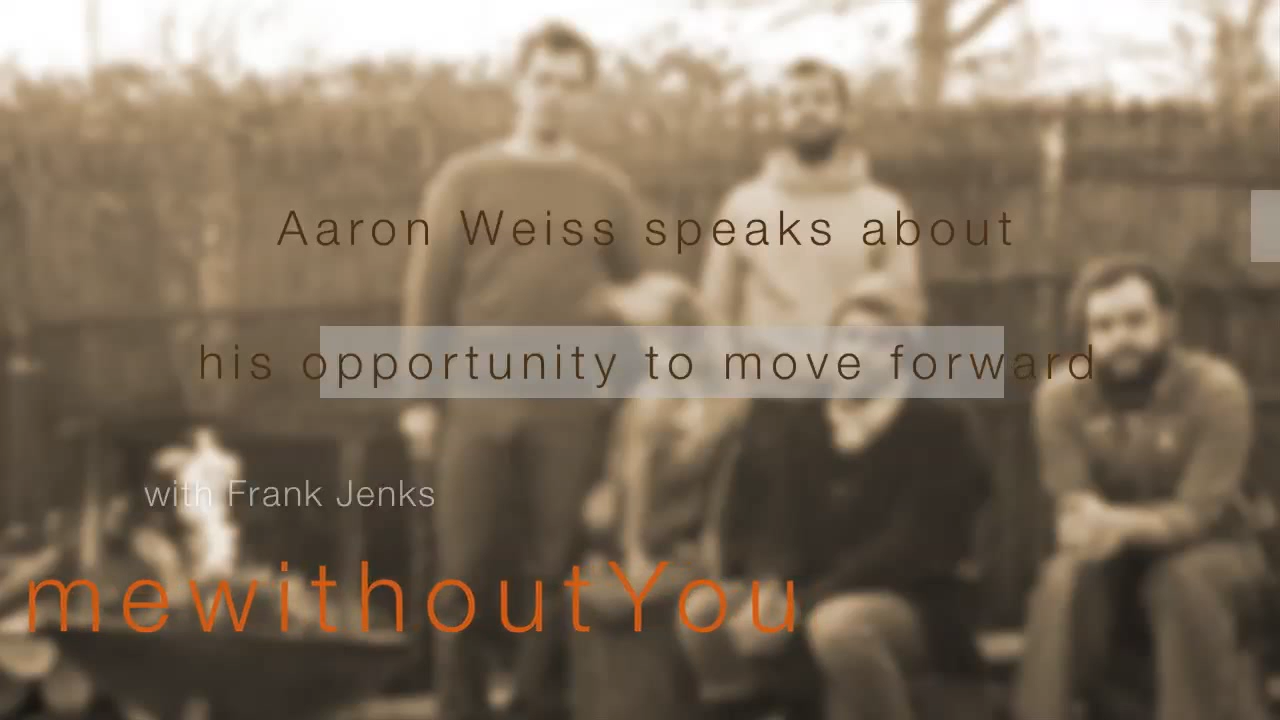 Aaron Weiss speaks about
his opportunity to move forward
with Frank Jenks
mewithoutYou